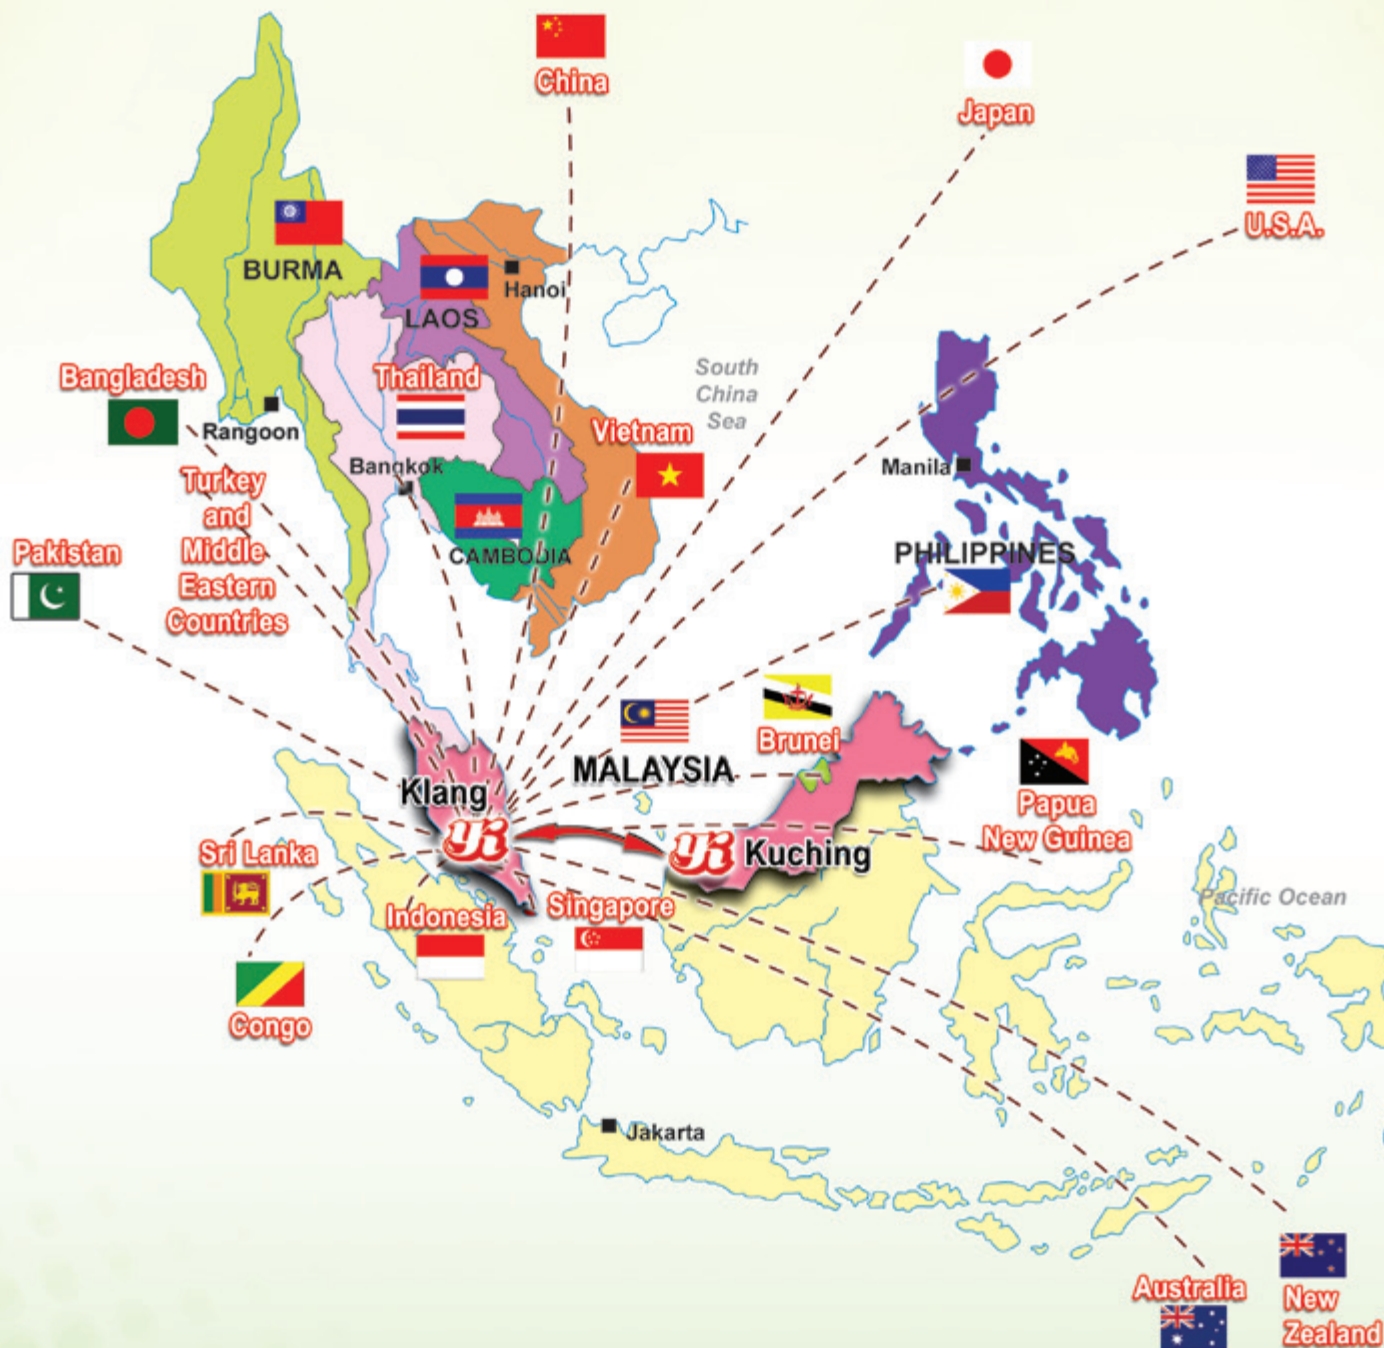 China
Japan
U.S.A.
BURMA
Hanoi
LAOS
South
China
Sea
Bangladesh
Thailand
Rangoon
Vietnam
Bangkok
Manila
Turkey
and
Middle
Eastern
Countries
Pakistan
CAMBODIA
PHILIPPINES
Brunei
MALAYSIA
Klang
Papua
New Guinea
yi
yi Kuching
Sri Lanka
Indonesia
Singapore
Pacific Ocean
Congo
Jakarta
Australia
New
Zealand